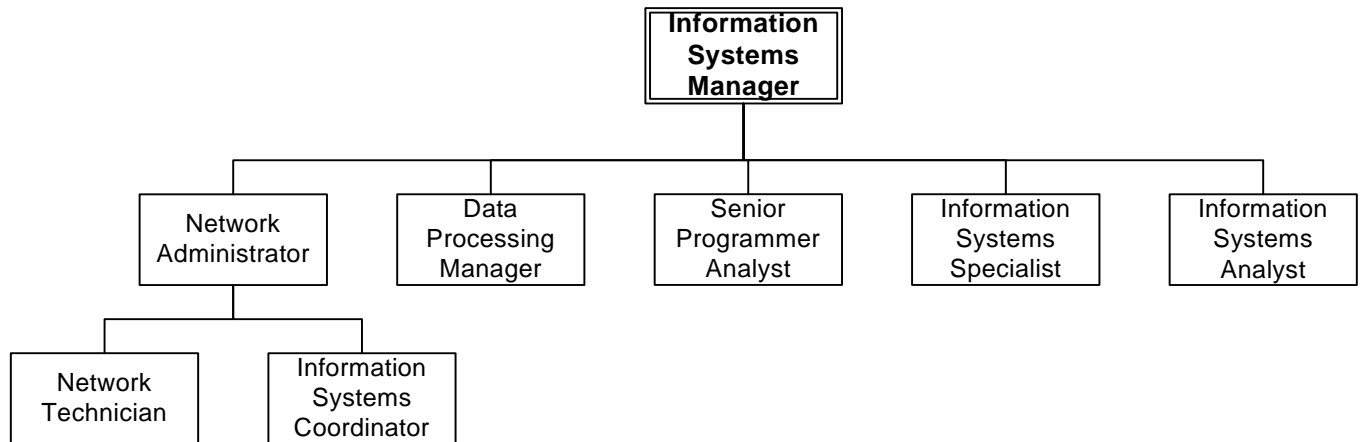 Information
Systems
Manager
Network
Administrator
Data
Processing
Manager
Senior
Programmer
Analyst
Information
Systems
Specialist
Information
Systems
Analyst
Network
Technician
Information
Systems
Coordinator